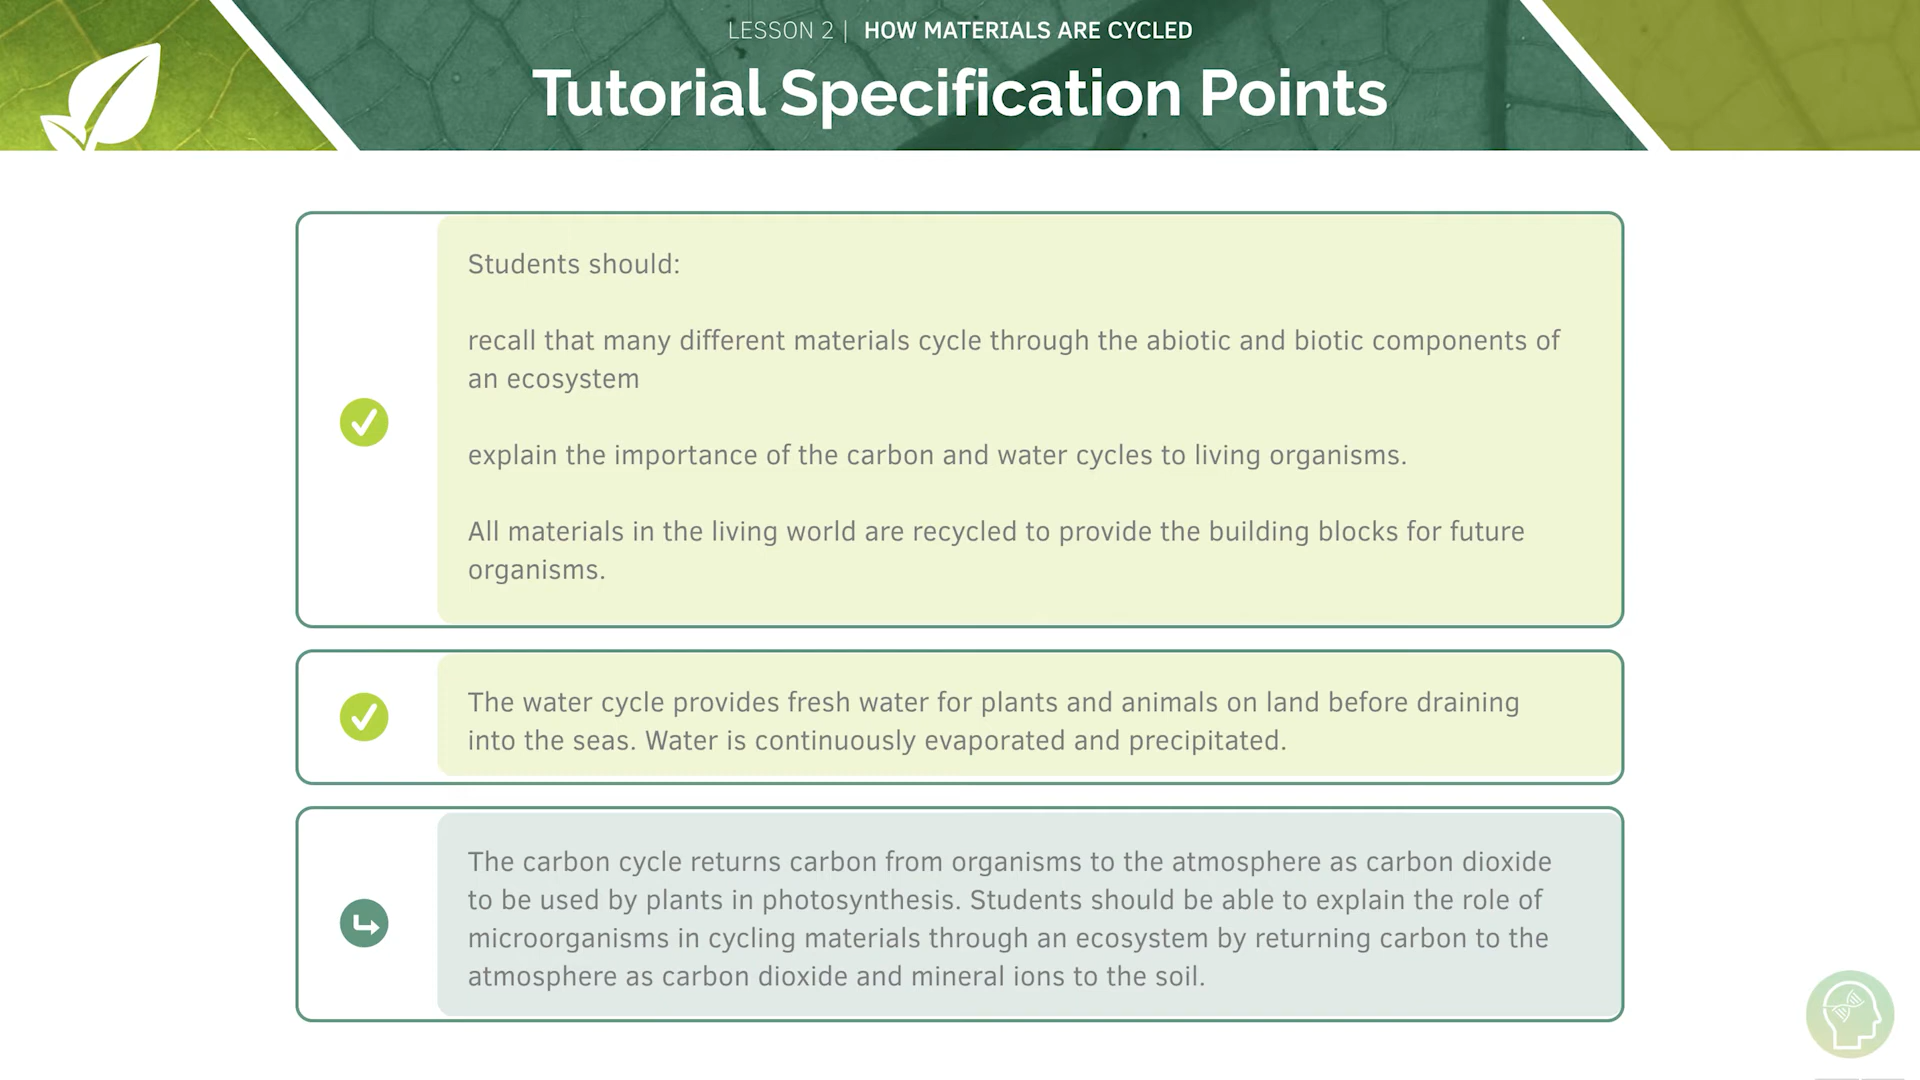 LESSON 2 | HOW MATERIALS ARE CYCLED
Tutorial Specification Points
Students should:
recall that many different materials cycle through the abiotic and biotic components of
an ecosystem
explain the importance of the carbon and water cycles to living organisms.
All materials in the living world are recycled to provide the building blocks for future
organisms.
The water cycle provides fresh water for plants and animals on land before draining
into the seas. Water is continuously evaporated and precipitated.
The carbon cycle returns carbon from organisms to the atmosphere as carbon dioxide
to be used by plants in photosynthesis. Students should be able to explain the role of
microorganisms in cycling materials through an ecosystem by returning carbon to the
atmosphere as carbon dioxide and mineral ions to the soil.